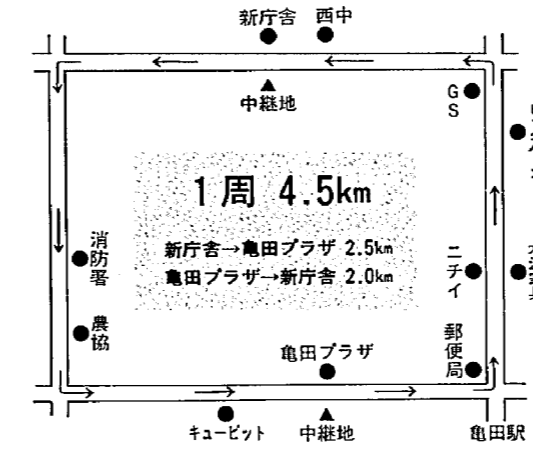 新庁舎 西中
中継地
GS
1周 4.5km
新庁舎→亀田プラザ 2.5km
亀田プラザ→新庁舎 2.0km
消防署
ニチイ
農協
郵便局
亀田プラザ
キューピット 中継地 亀田駅